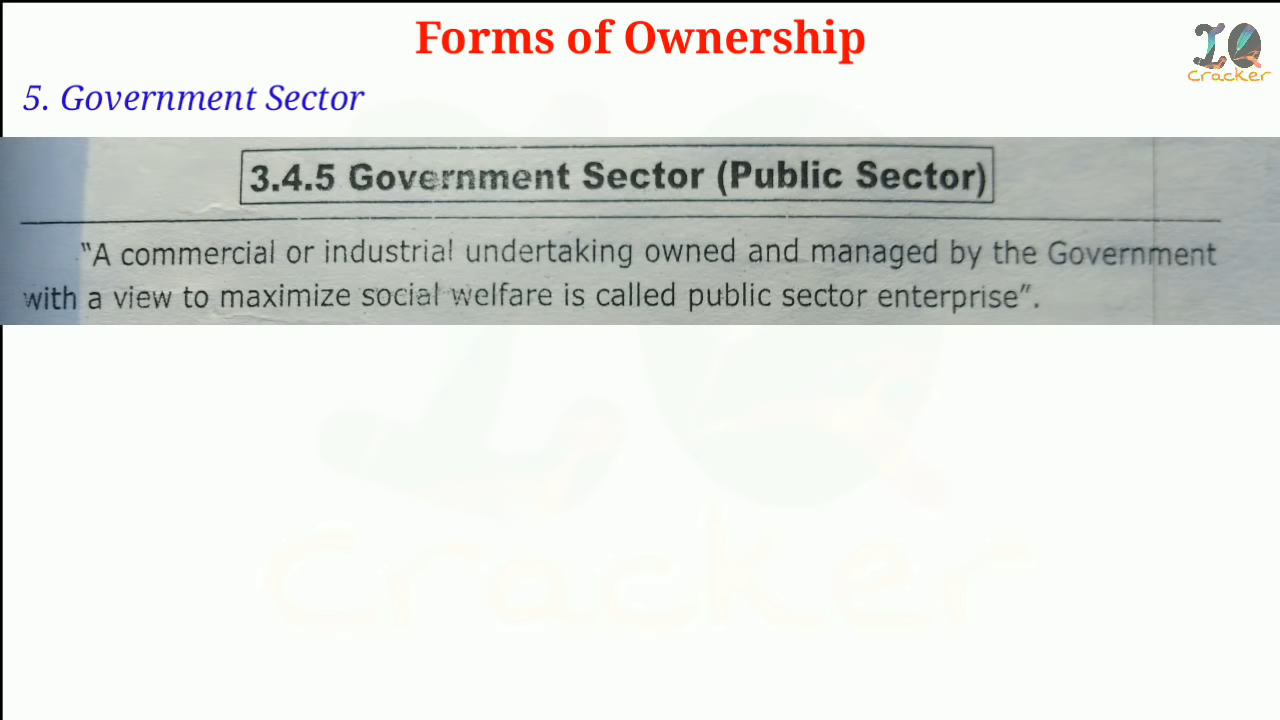 Forms of Ownership
IQ
Cracker
5. Government Sector
3.4.5 Government Sector (Public Sector)
"A commercial or industrial undertaking owned and managed by the Government
with a view to maximize social welfare is called public sector enterprise".
Cracker